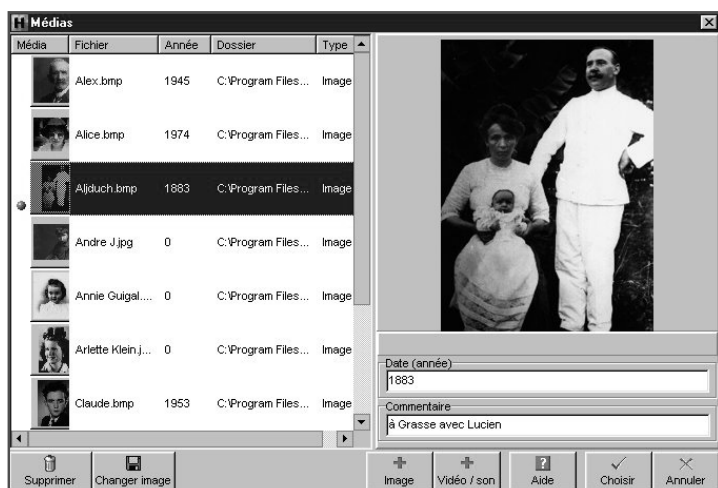 H Médias
Média Fichier Année Dossier Type
Alex.bmp 1945 C:\Program Files... Image
Alice.bmp 1974 C:\Program Files... Image
Aljduch.bmp 1883 C:\Program Files... Image
Andre J.jpg 0 C:\Program Files... Image
Annie Guigal.... 0 C:\Program Files... Image
Arlette Klein.j... 0 C:\Program Files... Image
Claude.bmp 1953 C:\Program Files... Image
Date (année)
1883
Commentaire
à Grasse avec Lucien
Supprimer Changer image Image Vidéo / son Aide Choisir Annuler